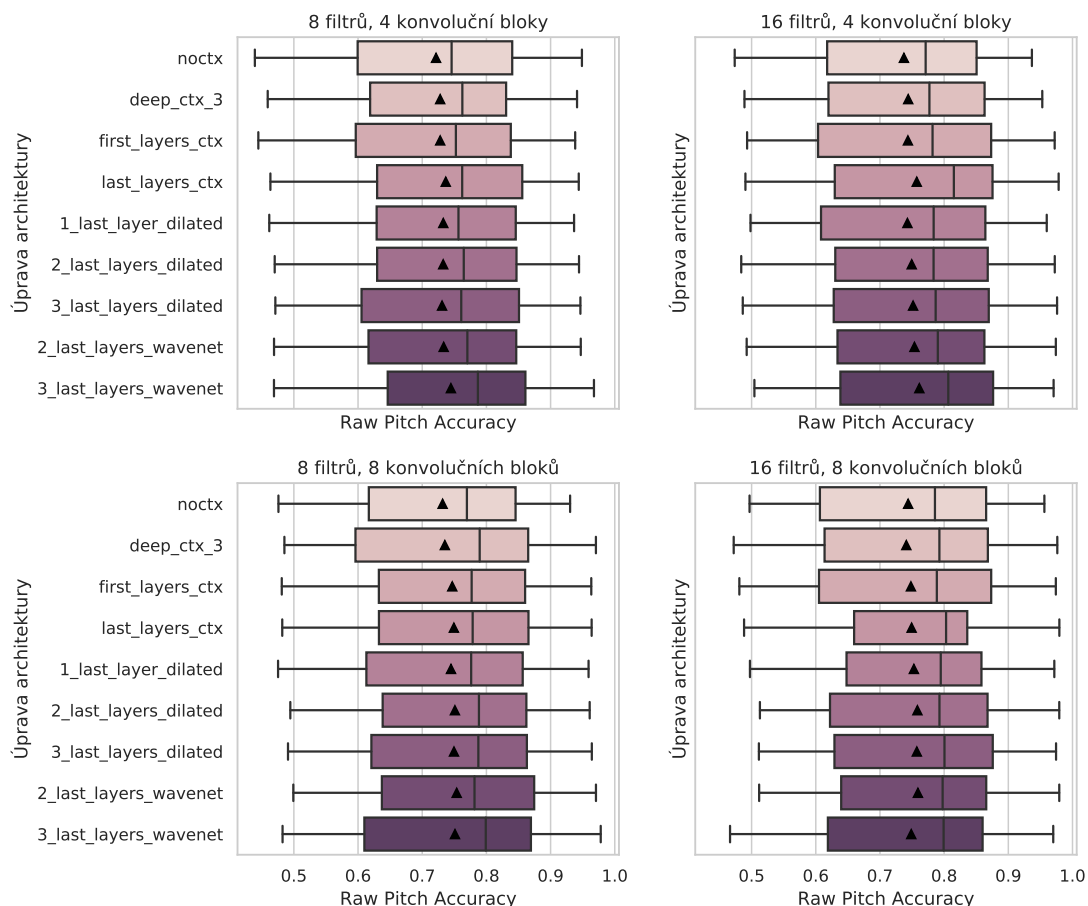 8 filtrů, 4 konvoluční bloky
16 filtrů, 4 konvoluční bloky
Úprava architektury
noctx
deep_ctx_3
first_layers_ctx
last_layers_ctx
1_last_layer_dilated
2_last_layers_dilated
3_last_layers_dilated
2_last_layers_wavenet
3_last_layers_wavenet
Úprava architektury
Raw Pitch Accuracy
Raw Pitch Accuracy
8 filtrů, 8 konvolučních bloků
16 filtrů, 8 konvolučních bloků
Úprava architektury
noctx
deep_ctx_3
first_layers_ctx
last_layers_ctx
1_last_layer_dilated
2_last_layers_dilated
3_last_layers_dilated
2_last_layers_wavenet
3_last_layers_wavenet
Úprava architektury
0.5 0.6 0.7 0.8 0.9 1.0
0.5 0.6 0.7 0.8 0.9 1.0
Raw Pitch Accuracy
Raw Pitch Accuracy